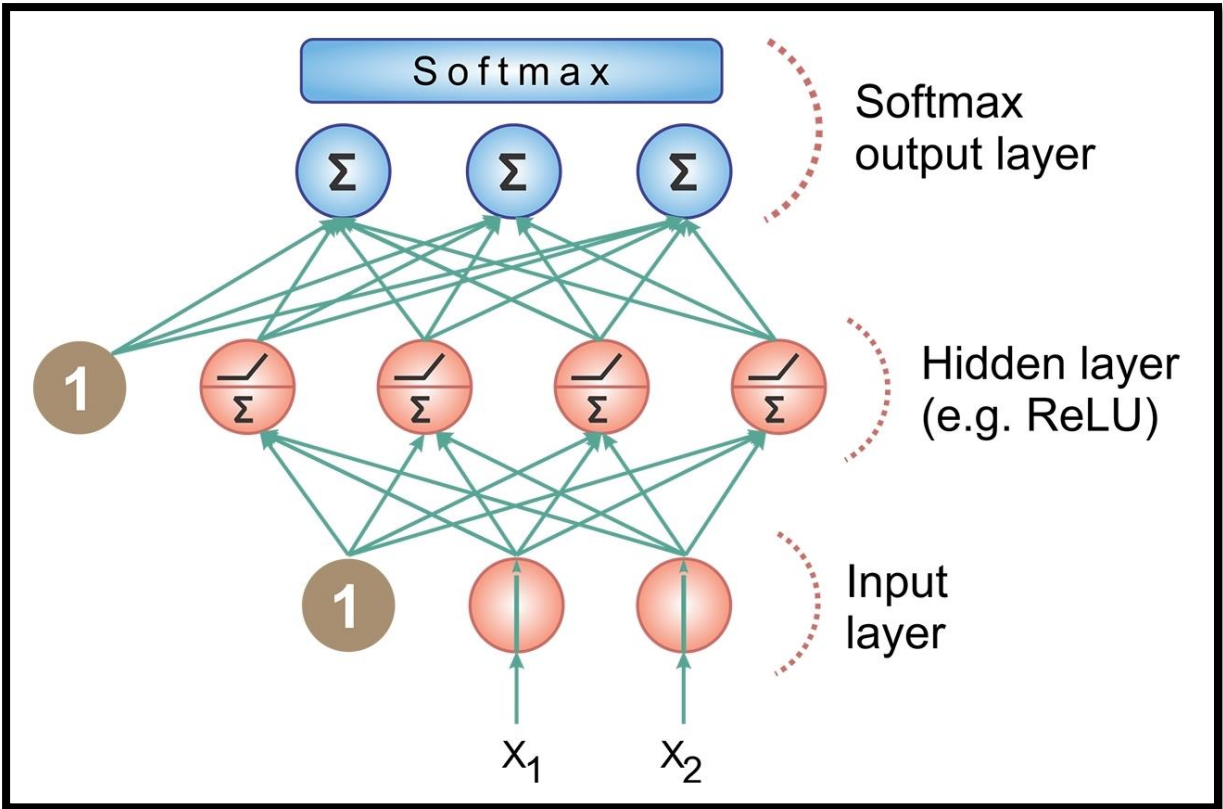 Softmax
Softmax
output layer
Σ Σ Σ
1
Σ Σ Σ Σ
Hidden layer
(e.g. ReLU)
1
Input
layer
X1 X2